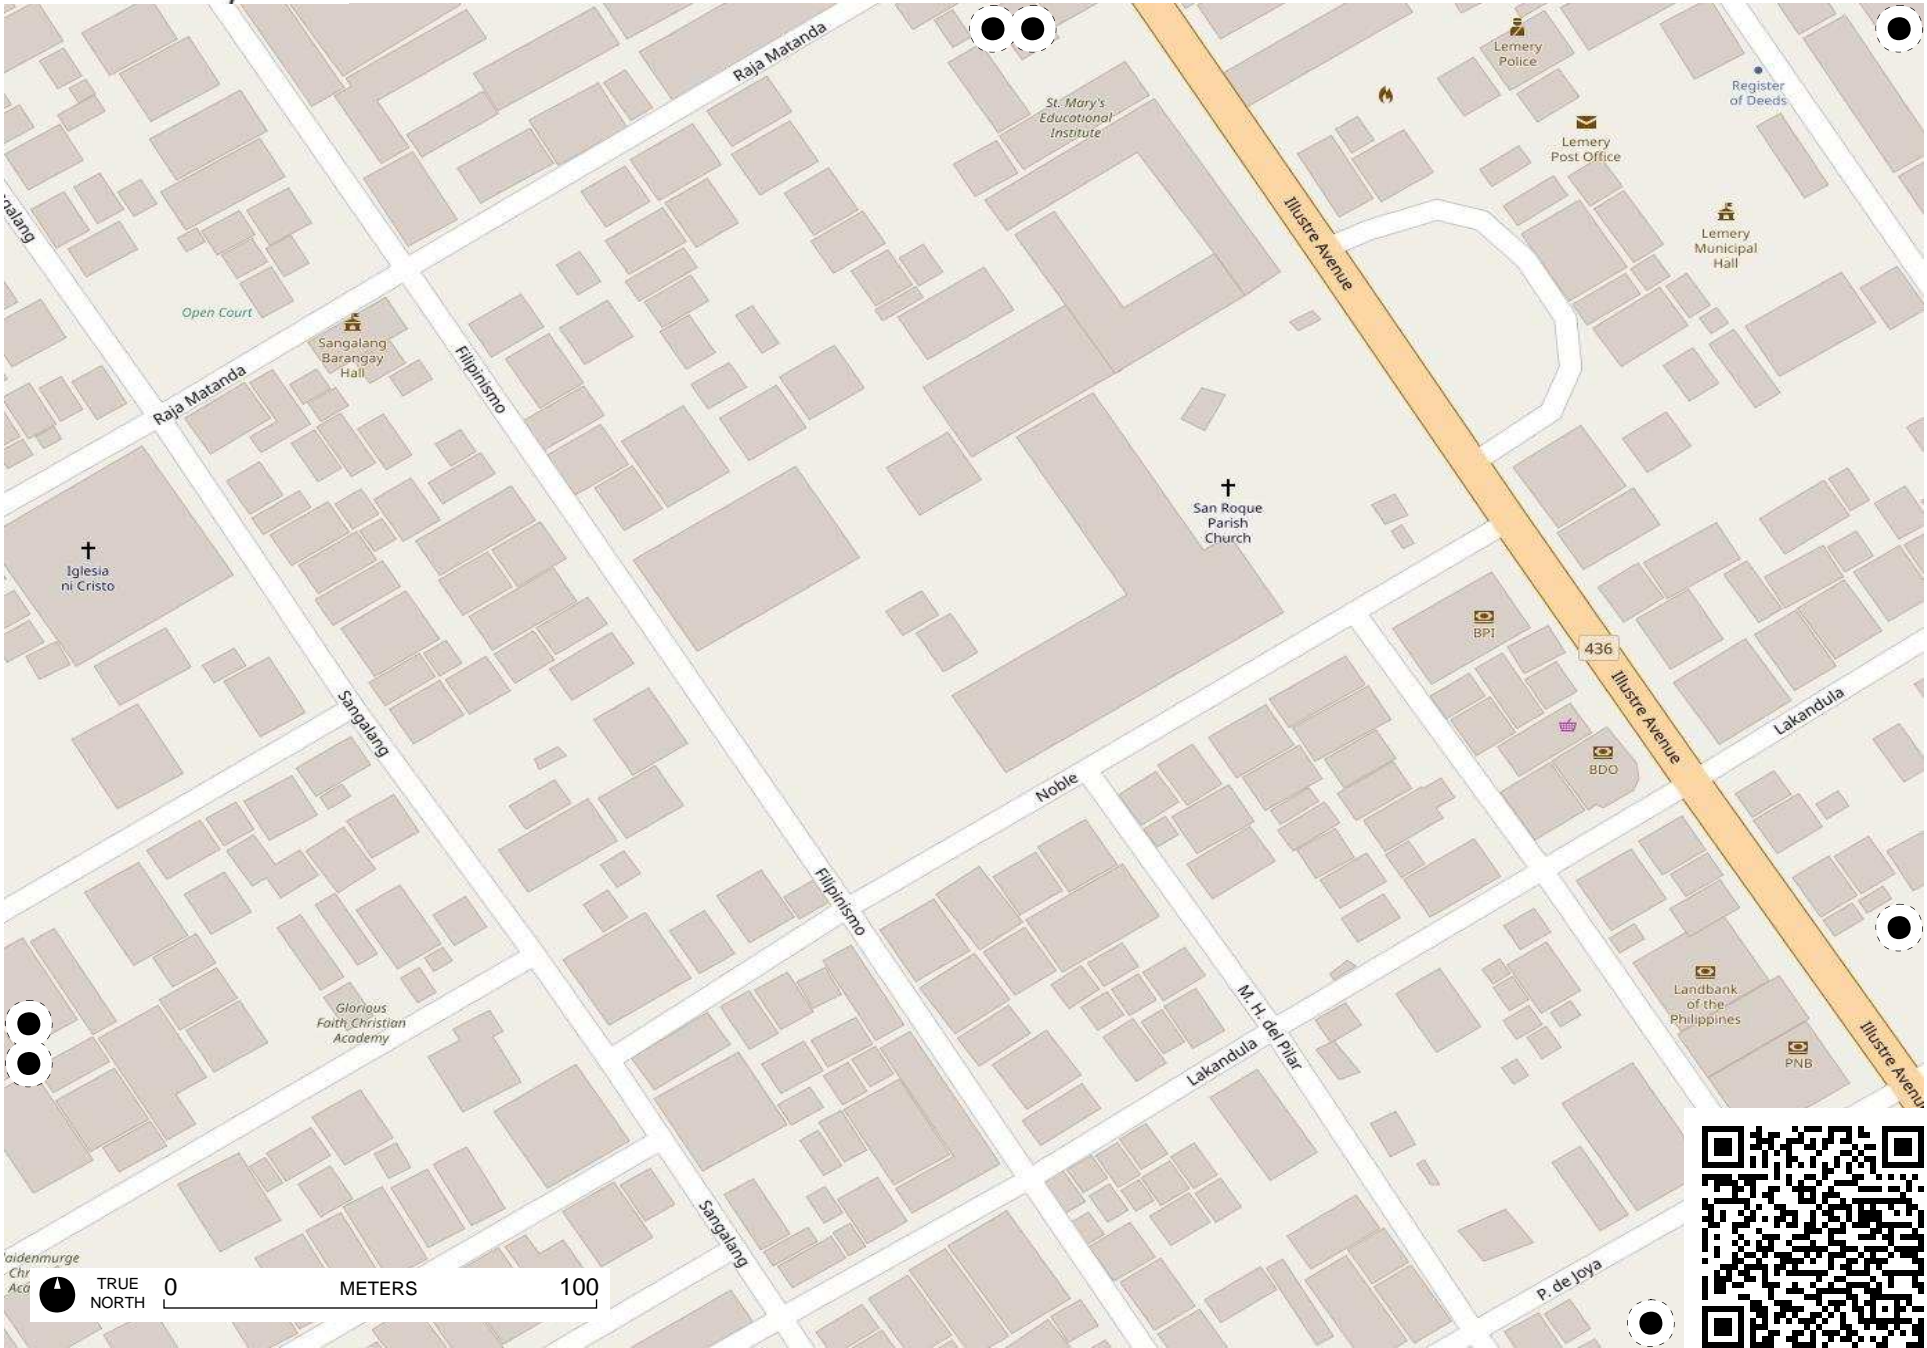 Raja Matanda
Lemery
Police
Register
of Deeds
St. Mary's
Educational
Institute
Lemery
Post Office
Illustre Avenue
Lemery
Municipal
Hall
Open Court
Sangalang
Barangay
Hall
Filipinismo
Raja Matanda
San Roque
Parish
Church
Iglesia
ni Cristo
BPI
436
Sangalang
Illustre Avenue
Lakandula
BDO
Noble
Filipinismo
Glorious
Faith Christian
Academy
M. H. del Pilar
Landbank
of the
Philippines
Illustre Avenue
Lakandula
PNB
Sangalang
P. de Joya
TRUE
NORTH
0
METERS
100